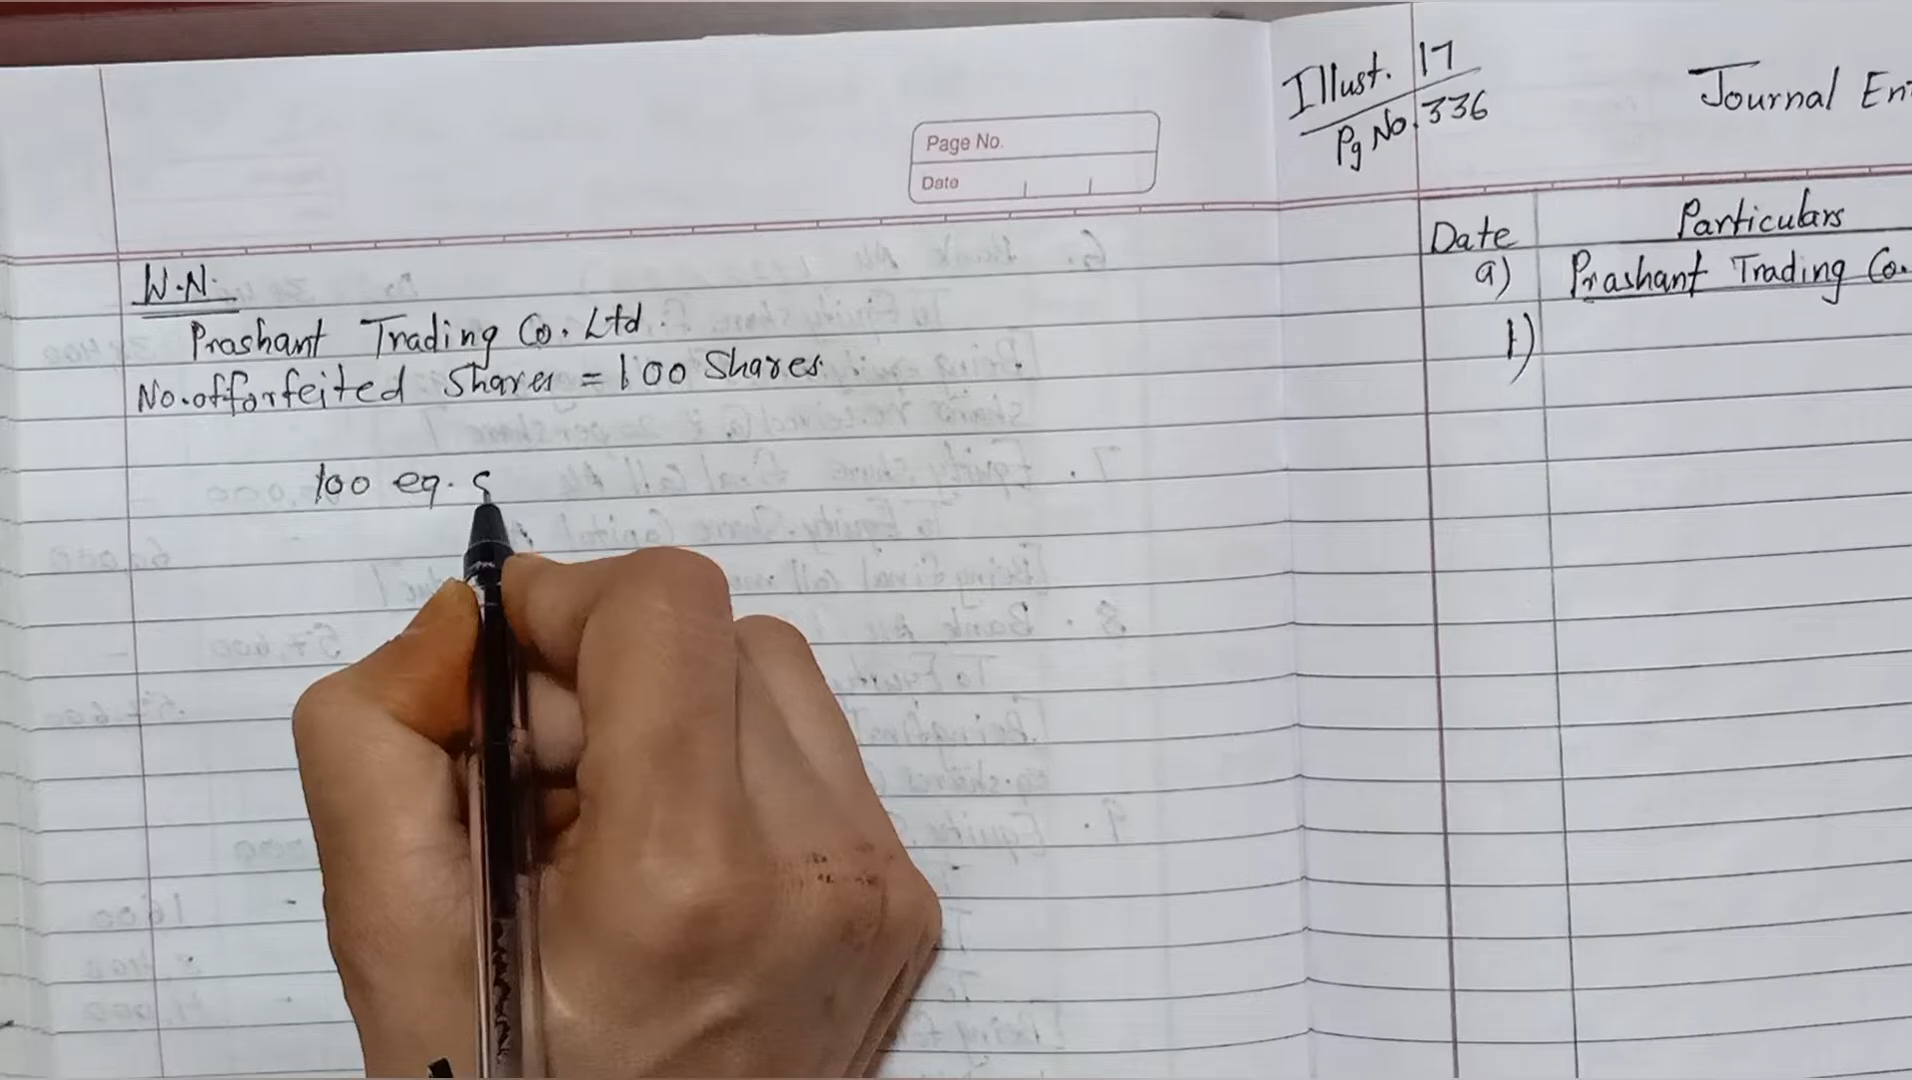 Page No.
Date
W.N.
Prashant Trading Co. Ltd.
No. of forfeited Shares = 100 Shares.
100 eq. s
Illust. 17
Pg No. 336
Journal En
Date Particulars
a) Prashant Trading Co.
1)